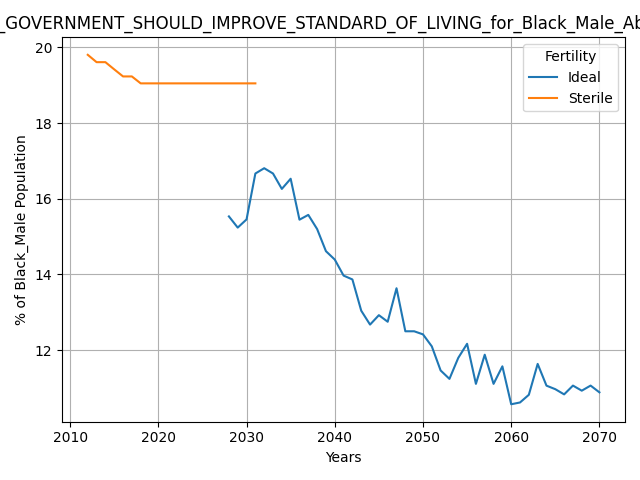 _GOVERNMENT_SHOULD_IMPROVE_STANDARD_OF_LIVING_for_Black_Male_Ab
Fertility
Ideal
Sterile
% of Black_Male Population
20
18
16
14
12
2010 2020 2030 2040 2050 2060 2070
Years